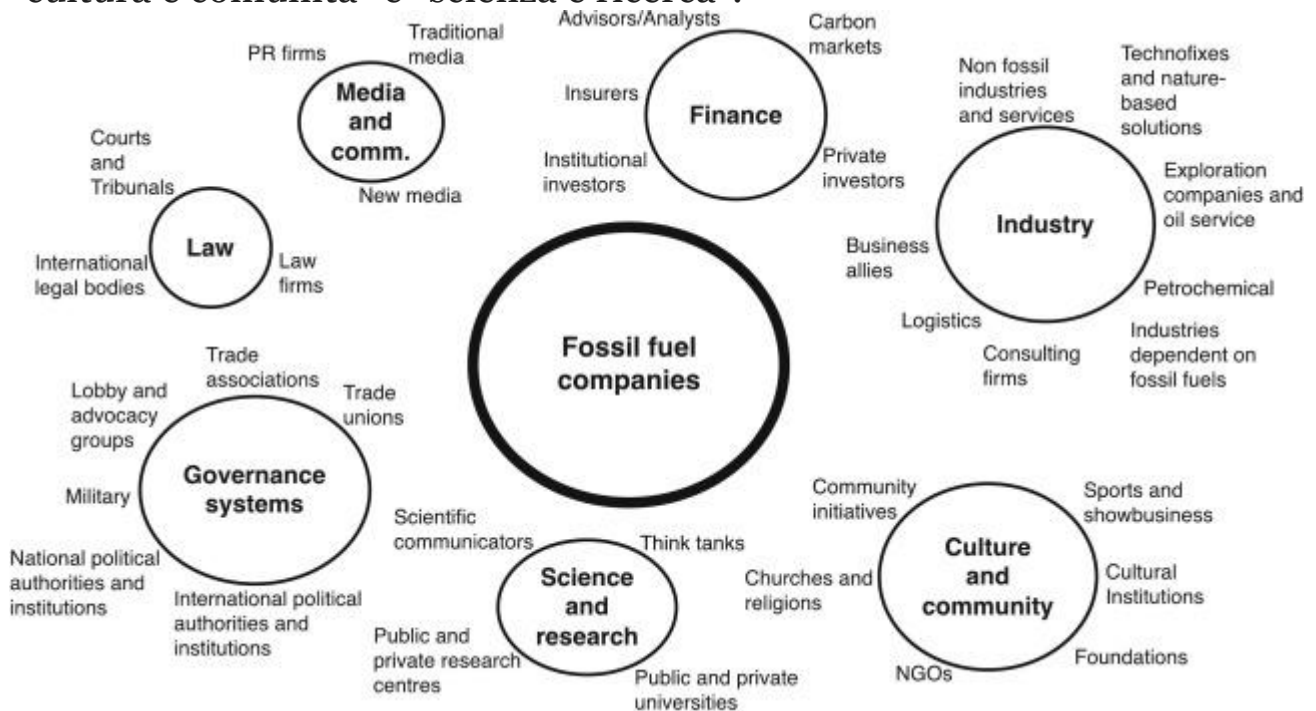 cultura e comunità" e "scienza e Ricerca".
Advisors/Analysts
Carbon
markets
Insurers
Finance
Institutional
investors
Private
investors
PR firms
Traditional
media
Media
and
comm.
New media
Courts
and
Tribunals
Law
International
legal bodies
Law
firms
Non fossil
industries
and services
Technofixes
and nature-
based
solutions
Exploration
companies and
oil service
Industry
Business
allies
Logistics
Consulting
firms
Petrochemical
Industries
dependent on
fossil fuels
Fossil fuel
companies
Trade
associations
Lobby and
advocacy
groups
Trade
unions
Governance
systems
Military
National political
authorities and
institutions
International political
authorities and
institutions
Scientific
communicators
Think tanks
Science
and
research
Public and
private research
centres
Public and private
universities
Community
initiatives
Sports and
showbusiness
Culture
and
community
Churches and
religions
Cultural
Institutions
NGOs
Foundations